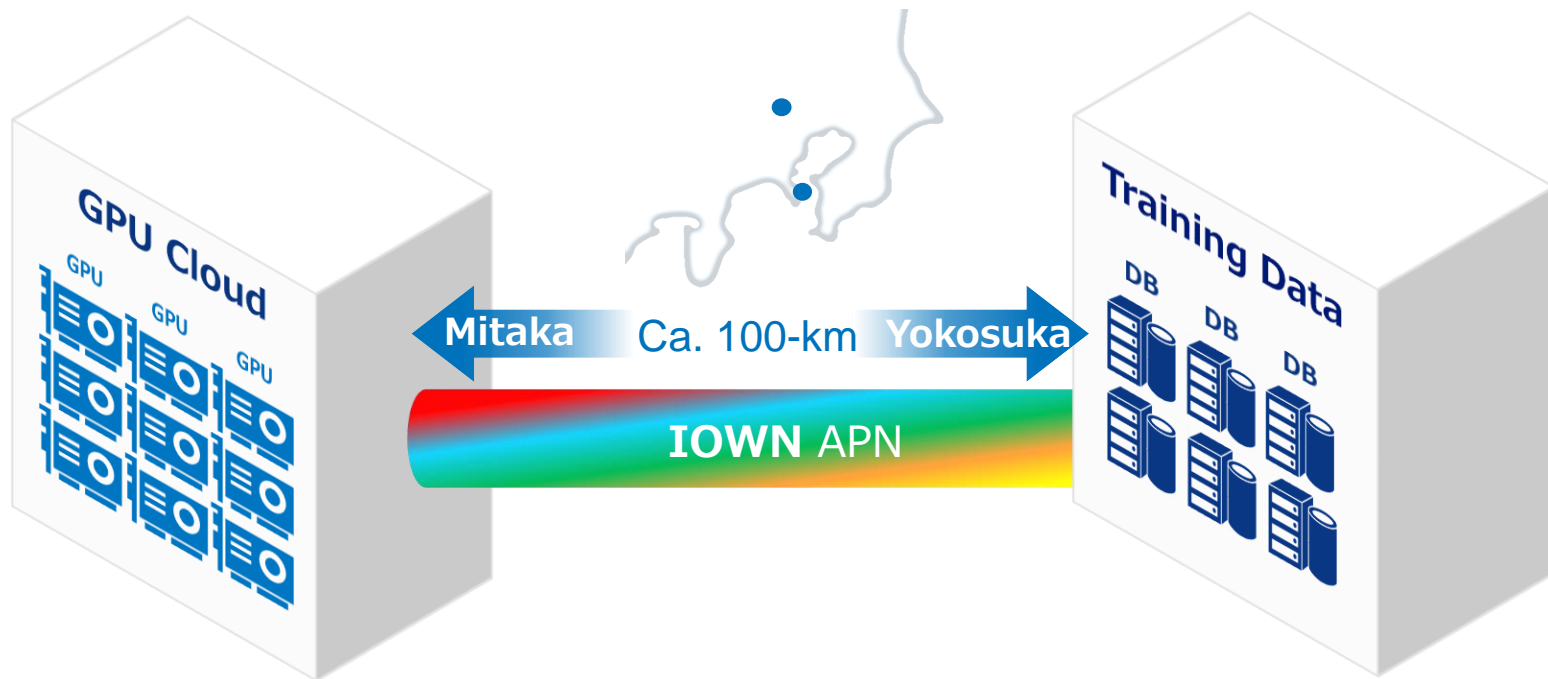 GPU Cloud
GPU
GPU
GPU
Mitaka
Ca. 100-km
Yokosuka
IOWN APN
Training Data
DB
DB
DB